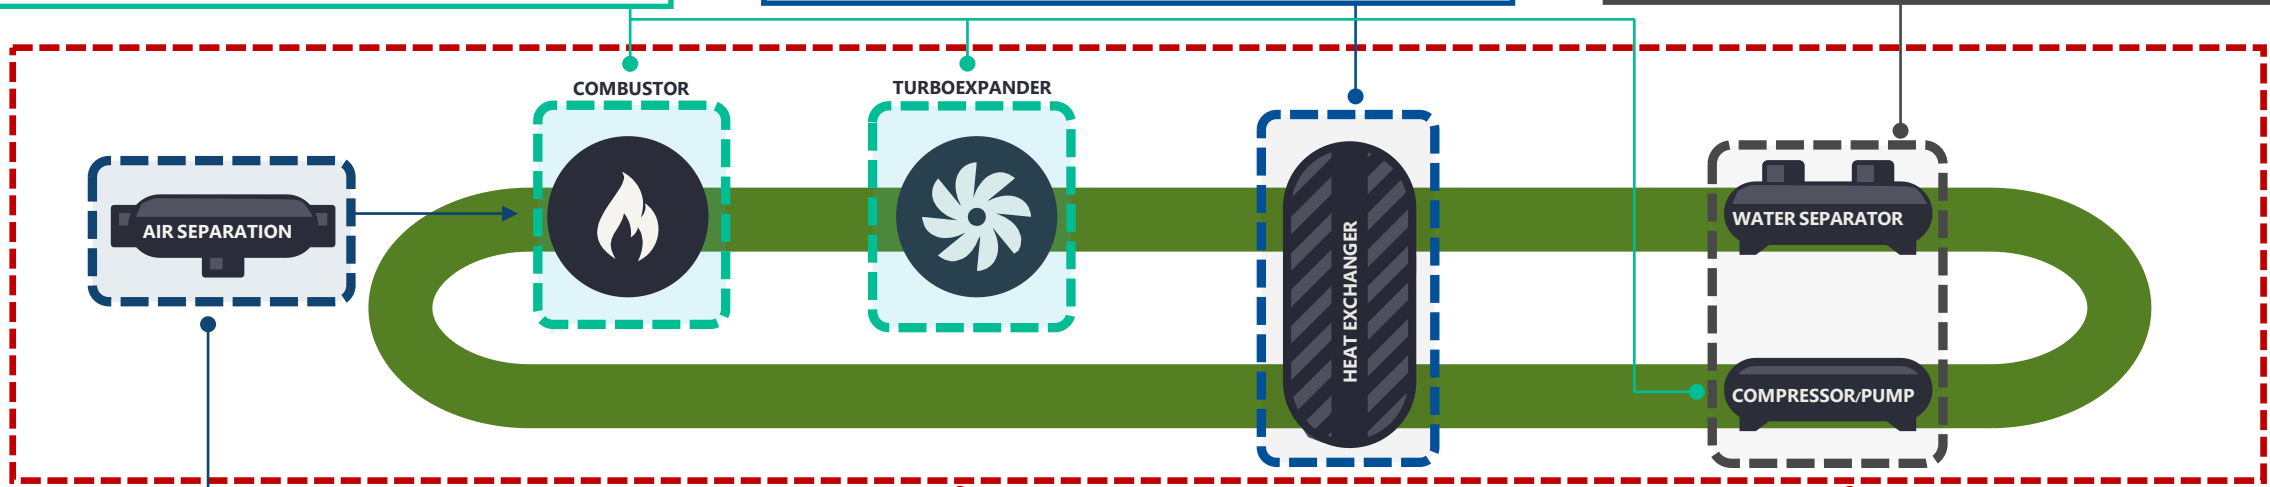 COMBUSTOR
TURBOEXPANDER
AIR SEPARATION
HEAT EXCHANGER
WATER SEPARATOR
COMPRESSOR/PUMP